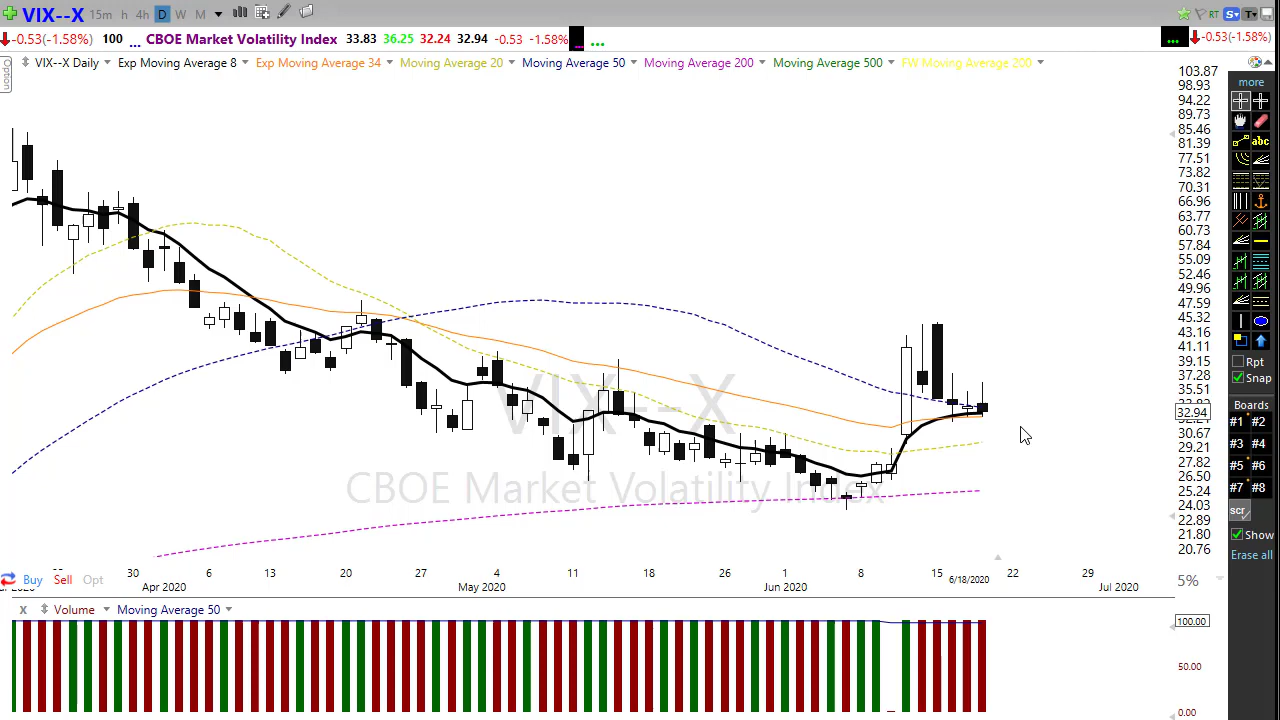 VIX--X 15m h 4h D W M RT S T
-0.53(-1.58%) 100 ... CBOE Market Volatility Index 33.83 36.25 32.24 32.94 -0.53 -1.58% ... ... ... -0.53(-1.58%)
Option
VIX--X Daily Exp Moving Average 8 Exp Moving Average 34 Moving Average 20 Moving Average 50 Moving Average 200 Moving Average 500 FW Moving Average 200
103.87
98.93
94.22
89.73
85.46
81.39
77.51
73.82
70.31
66.96
63.77
60.73
57.84
55.09
52.46
49.96
47.59
45.32
43.16
41.11
39.15
37.28
35.51
32.94
30.67
29.21
27.82
26.50
25.24
24.03
22.89
21.80
20.76
VIX--X
CBOE Market Volatility Index
more
abc
Rpt
Snap
Boards
#1 #2
#3 #4
#5 #6
#7 #8
scr
Show
Erase all
30 6 13 20 27 4 11 18 26 1 8 15 6/18/2020 22 29
Apr 2020 May 2020 Jun 2020 Jul 2020
Buy Sell Opt 5%
X Volume Moving Average 50
100.00
50.00
0.00